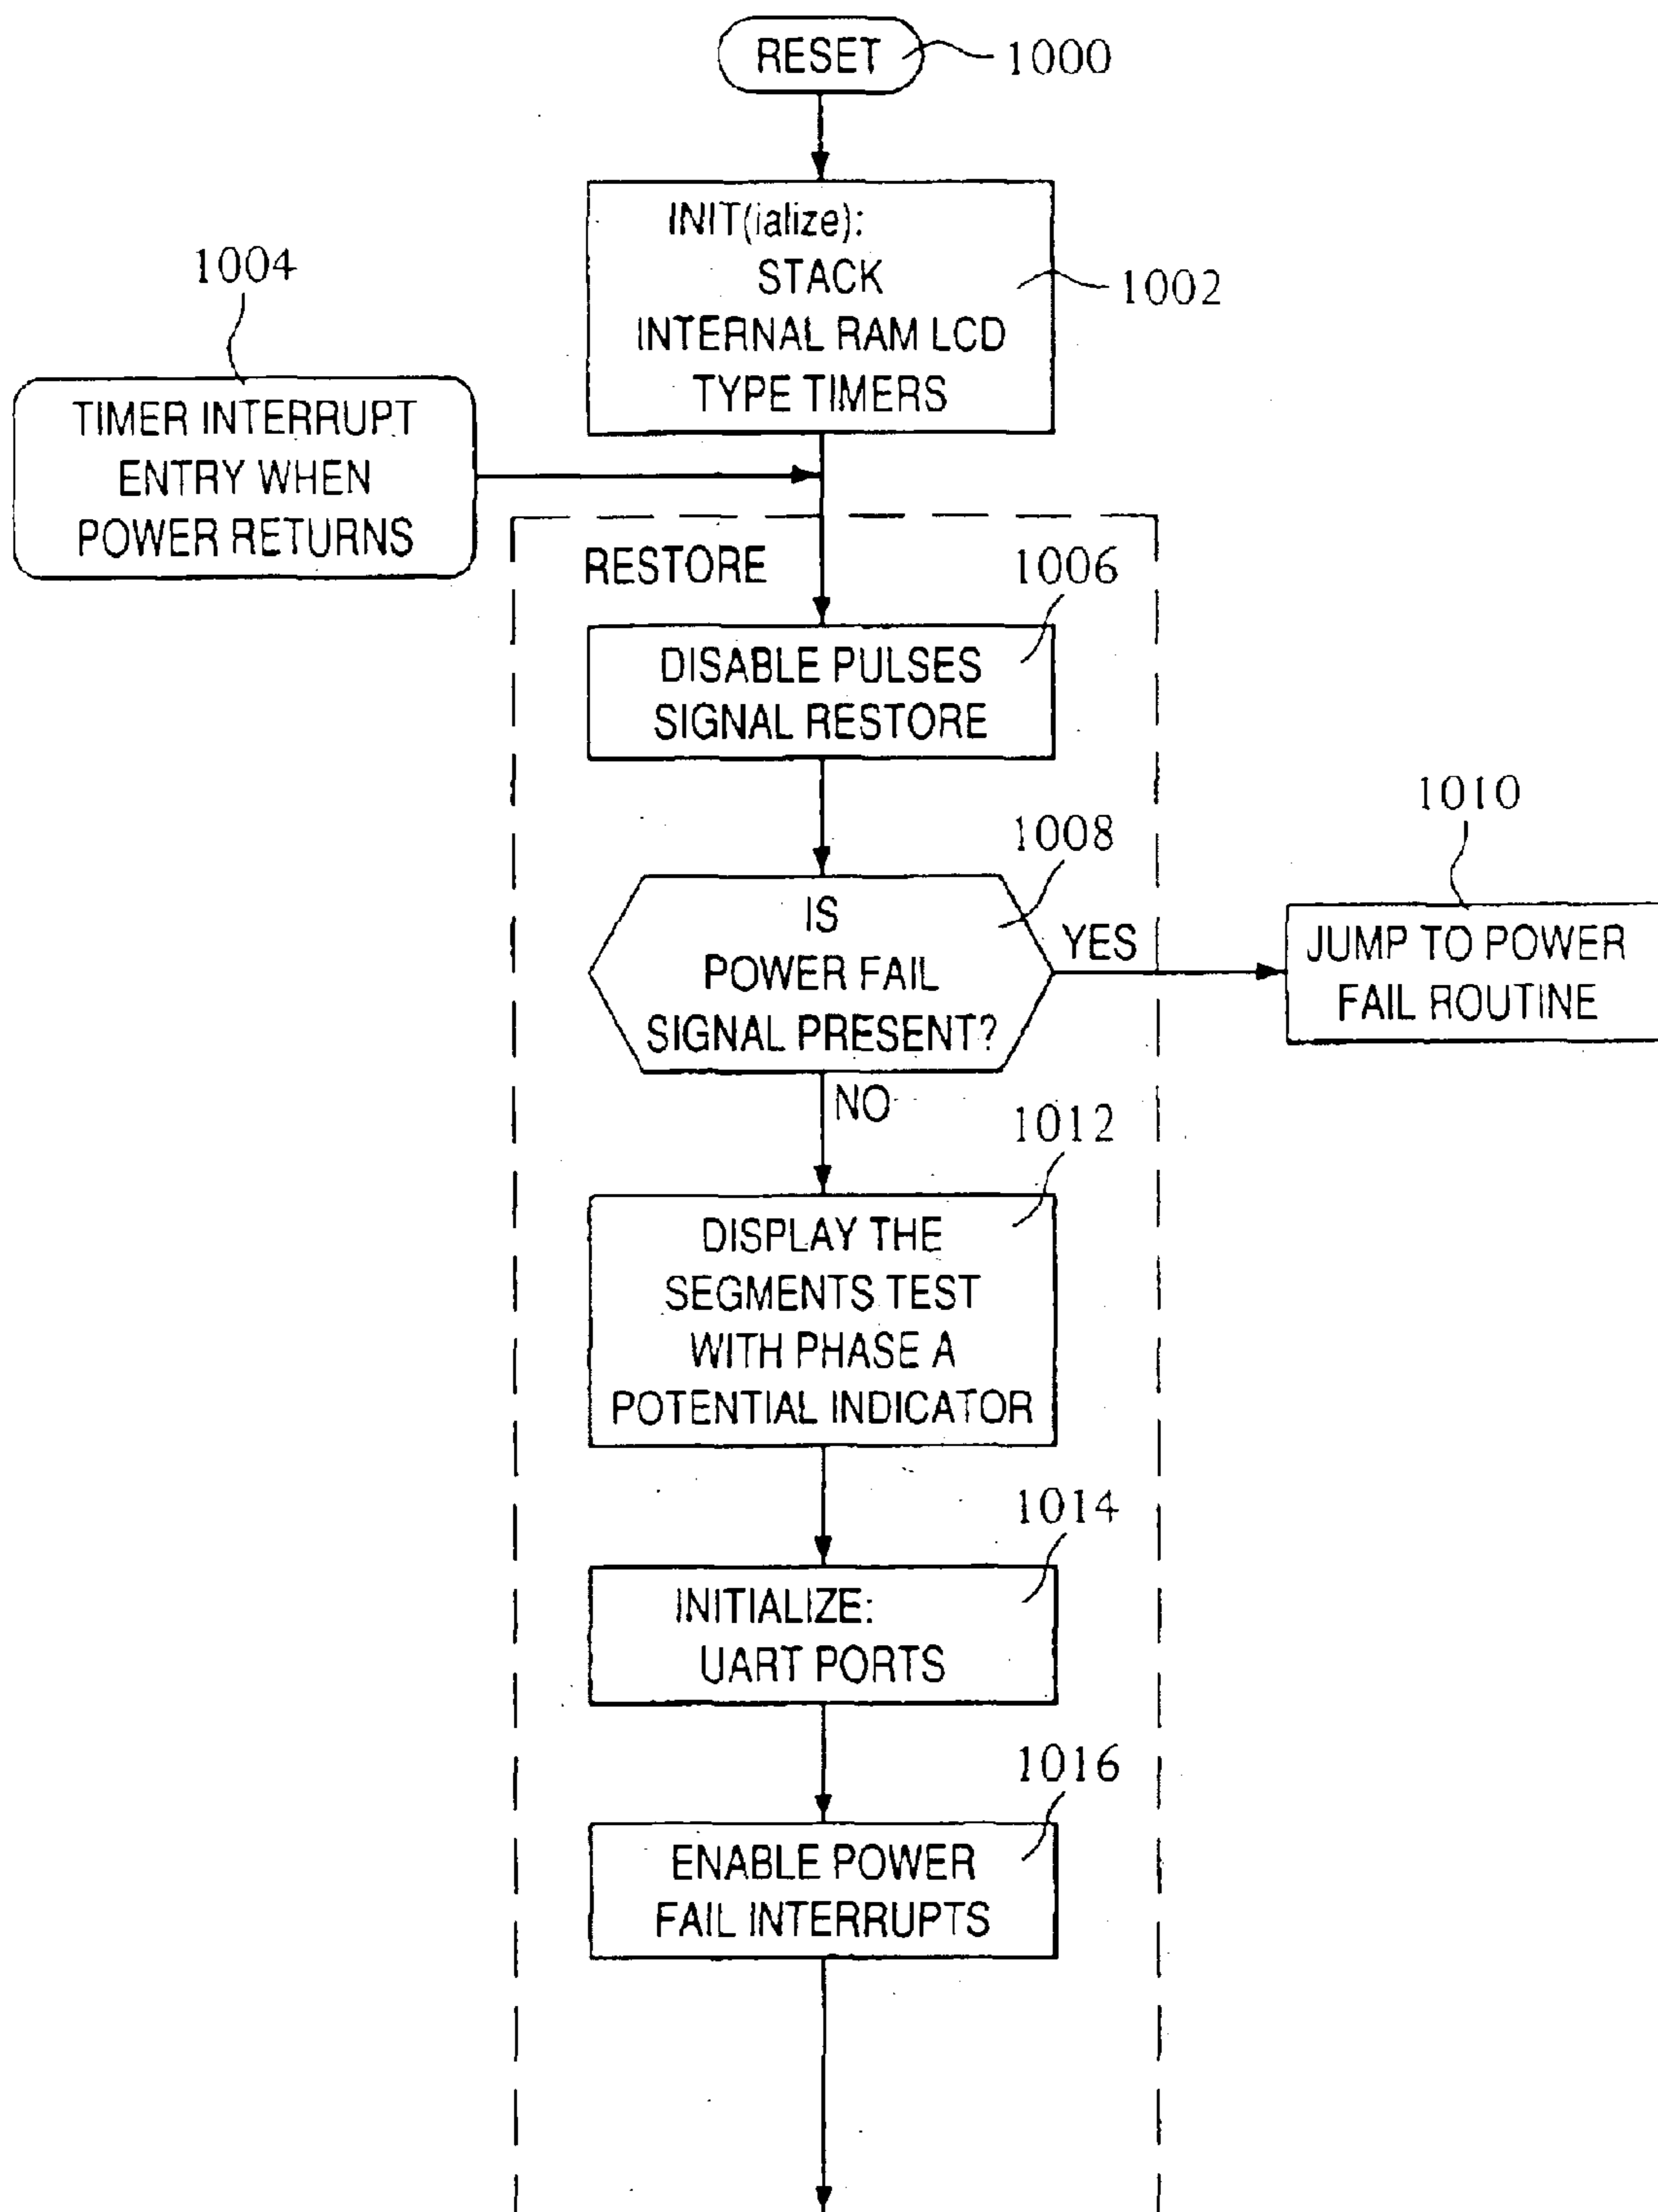 RESET
1000
INIT(ialize):
STACK
INTERNAL RAM LCD
TYPE TIMERS
1002
1004
TIMER INTERRUPT
ENTRY WHEN
POWER RETURNS
RESTORE
1006
DISABLE PULSES
SIGNAL RESTORE
1008
IS
POWER FAIL
SIGNAL PRESENT?
YES
1010
JUMP TO POWER
FAIL ROUTINE
NO
1012
DISPLAY THE
SEGMENTS TEST
WITH PHASE A
POTENTIAL INDICATOR
1014
INITIALIZE:
UART PORTS
1016
ENABLE POWER
FAIL INTERRUPTS